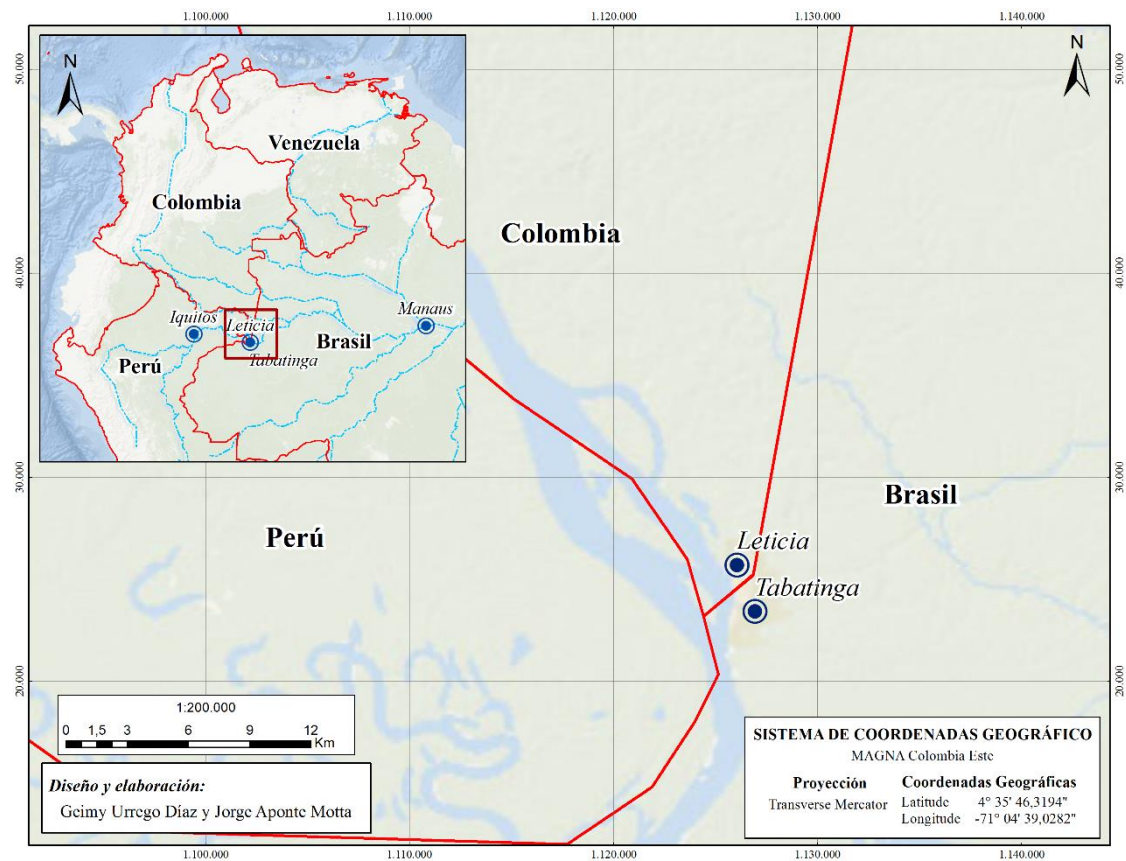 1.100.000 1.110.000 1.120.000 1.130.000 1.140.000
N
N
50.000
50.000
Venezuela
Colombia
Colombia
40.000
40.000
Manaus
Iquitos
Leticia
Brasil
Tabatinga
Perú
30.000
30.000
Brasil
Perú
Leticia
Tabatinga
20.000
20.000
1:200.000
0 1,5 3 6 9 12
Km
SISTEMA DE COORDENADAS GEOGRÁFICO
MAGNA Colombia Este
Proyección Coordenadas Geográficas
Transverse Mercator Latitude 4° 35' 46,3194"
Longitude -71° 04' 39,0282"
Diseño y elaboración:
Geimy Urrego Díaz y Jorge Aponte Motta
1.100.000 1.110.000 1.120.000 1.130.000 1.140.000